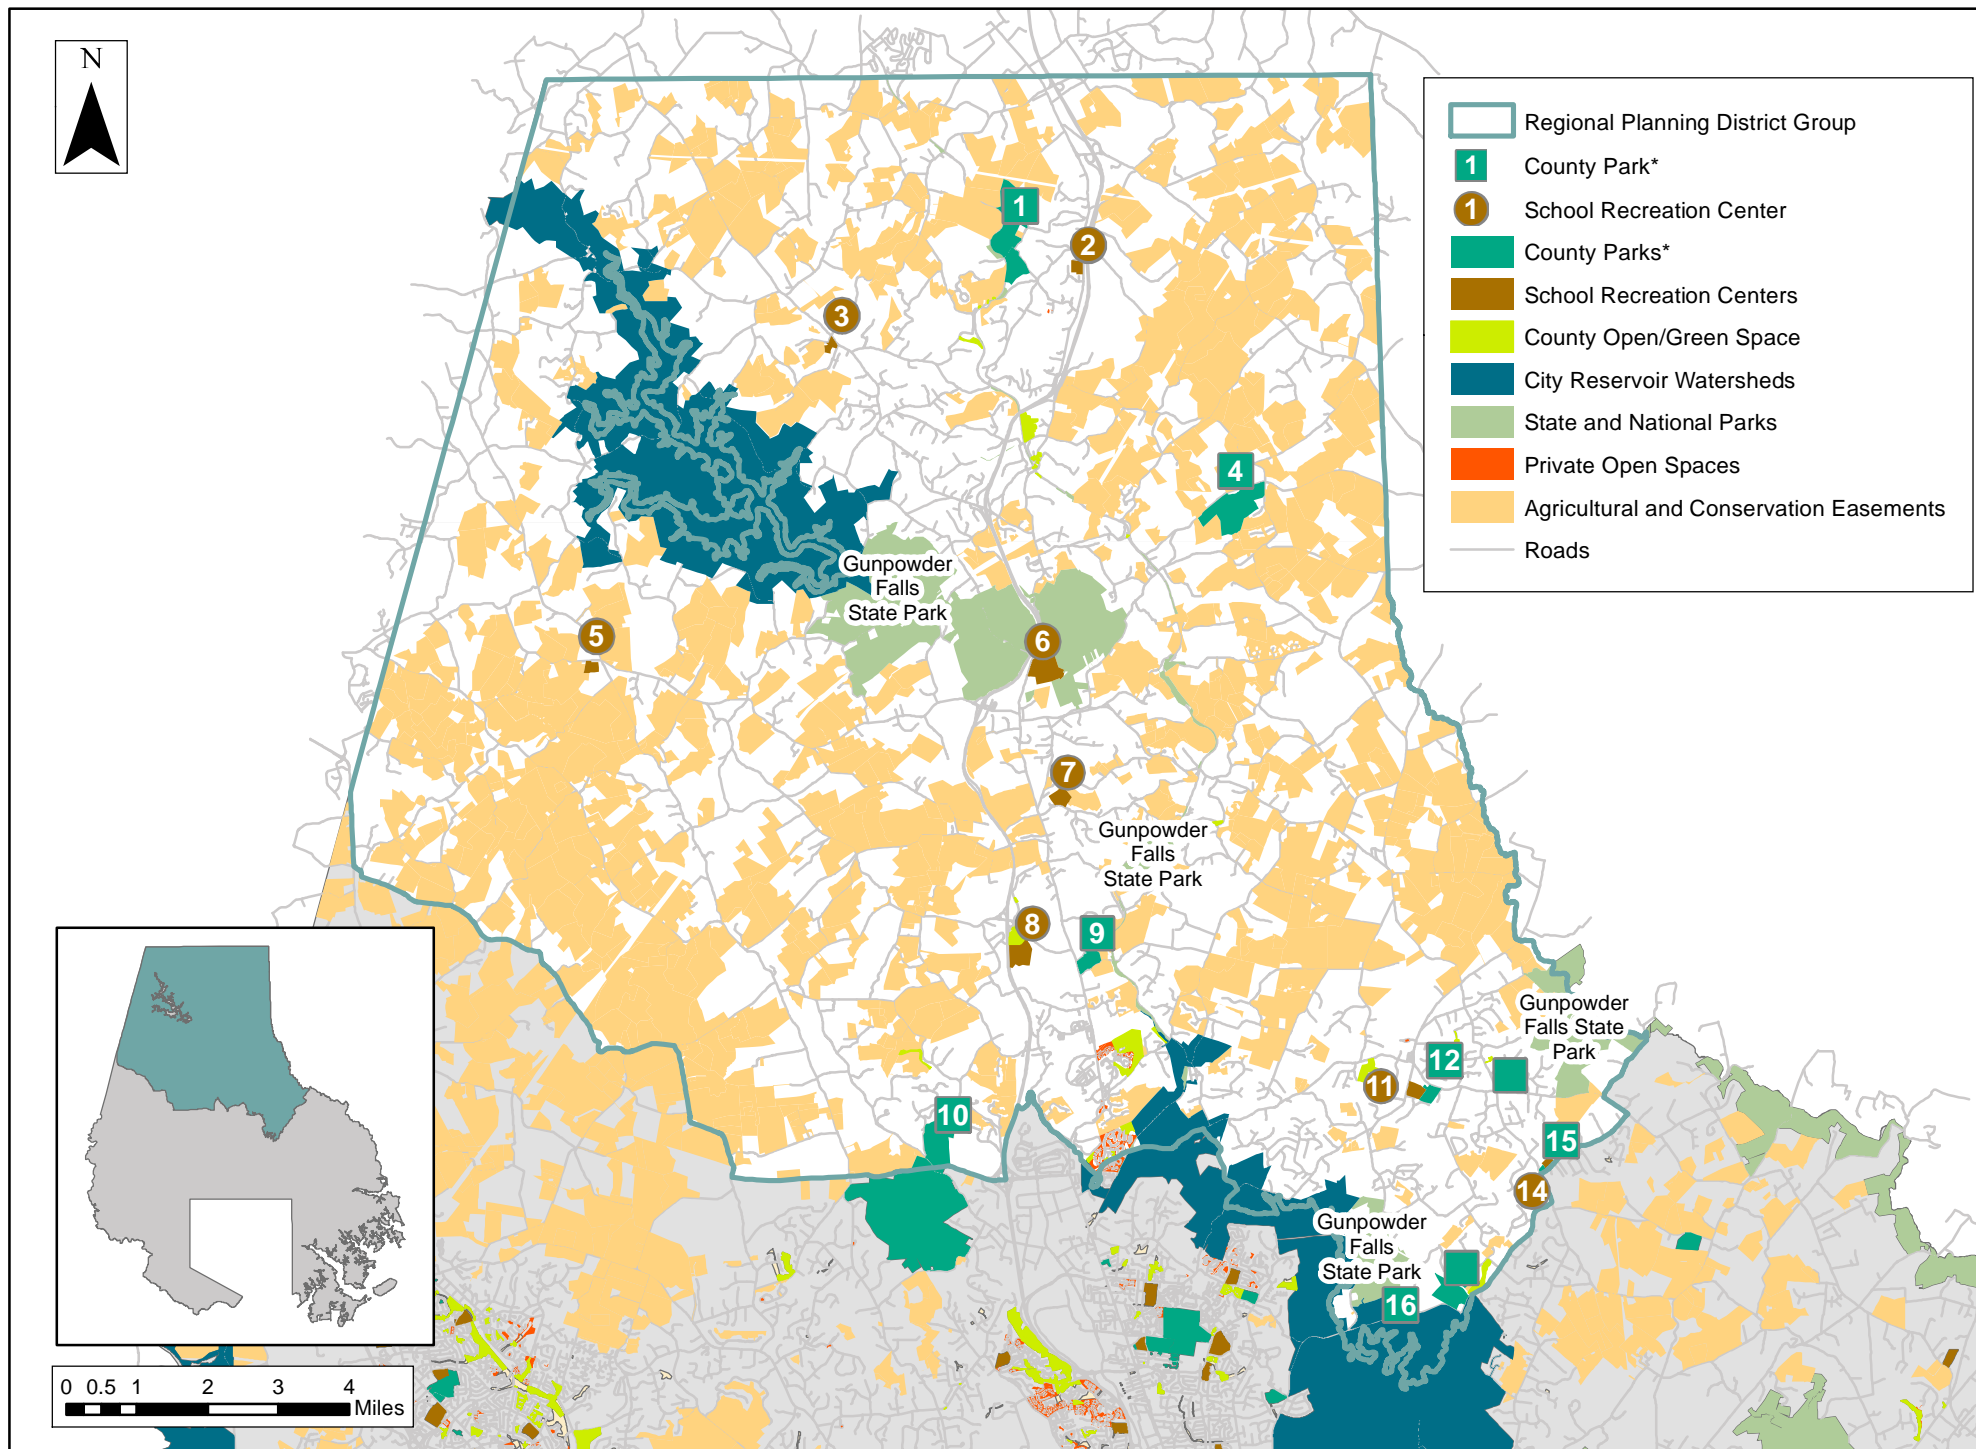 N
Regional Planning District Group
1 County Park*
1 School Recreation Center
County Parks*
School Recreation Centers
County Open/Green Space
City Reservoir Watersheds
State and National Parks
Private Open Spaces
Agricultural and Conservation Easements
Roads
1
2
3
4
Gunpowder
Falls
State Park
5
6
7
Gunpowder
Falls
State Park
8
9
Gunpowder
Falls State
Park
12
11
10
15
14
Gunpowder
Falls
State Park
16
0 0.5 1 2 3 4
Miles